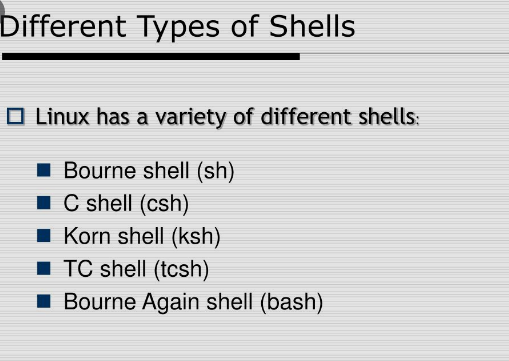 Different Types of Shells
Linux has a variety of different shells:
Bourne shell (sh)
C shell (csh)
Korn shell (ksh)
TC shell (tcsh)
Bourne Again shell (bash)